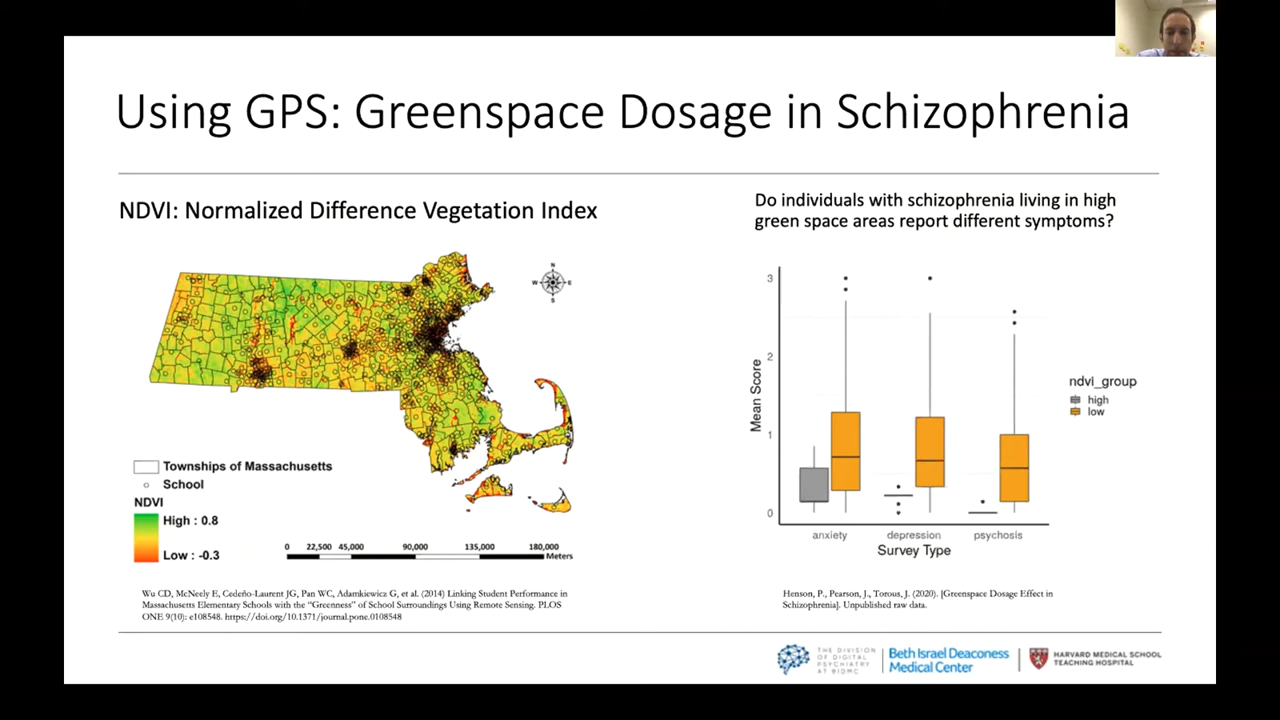 Using GPS: Greenspace Dosage in Schizophrenia
NDVI: Normalized Difference Vegetation Index
N
W
E
S
Townships of Massachusetts
School
NDVI
High : 0.8
Low : -0.3
0 22,500 45,000 90,000 135,000 180,000
Meters
Wu CD, McNeely E, Cedeño-Laurent JG, Pan WC, Adamkiewicz G, et al. (2014) Linking Student Performance in
Massachusetts Elementary Schools with the “Greenness” of School Surroundings Using Remote Sensing. PLOS
ONE 9(10): e108548. https://doi.org/10.1371/journal.pone.0108548
Do individuals with schizophrenia living in high
green space areas report different symptoms?
3
2
1
0
Mean Score
anxiety depression psychosis
Survey Type
ndvi_group
high
low
Henson, P., Pearson, J., Torous, J. (2020). [Greenspace Dosage Effect in
Schizophrenia]. Unpublished raw data.
THE DIVISION
OF DIGITAL
PSYCHIATRY
AT BIDMC
Beth Israel Deaconess
Medical Center
HARVARD MEDICAL SCHOOL
TEACHING HOSPITAL